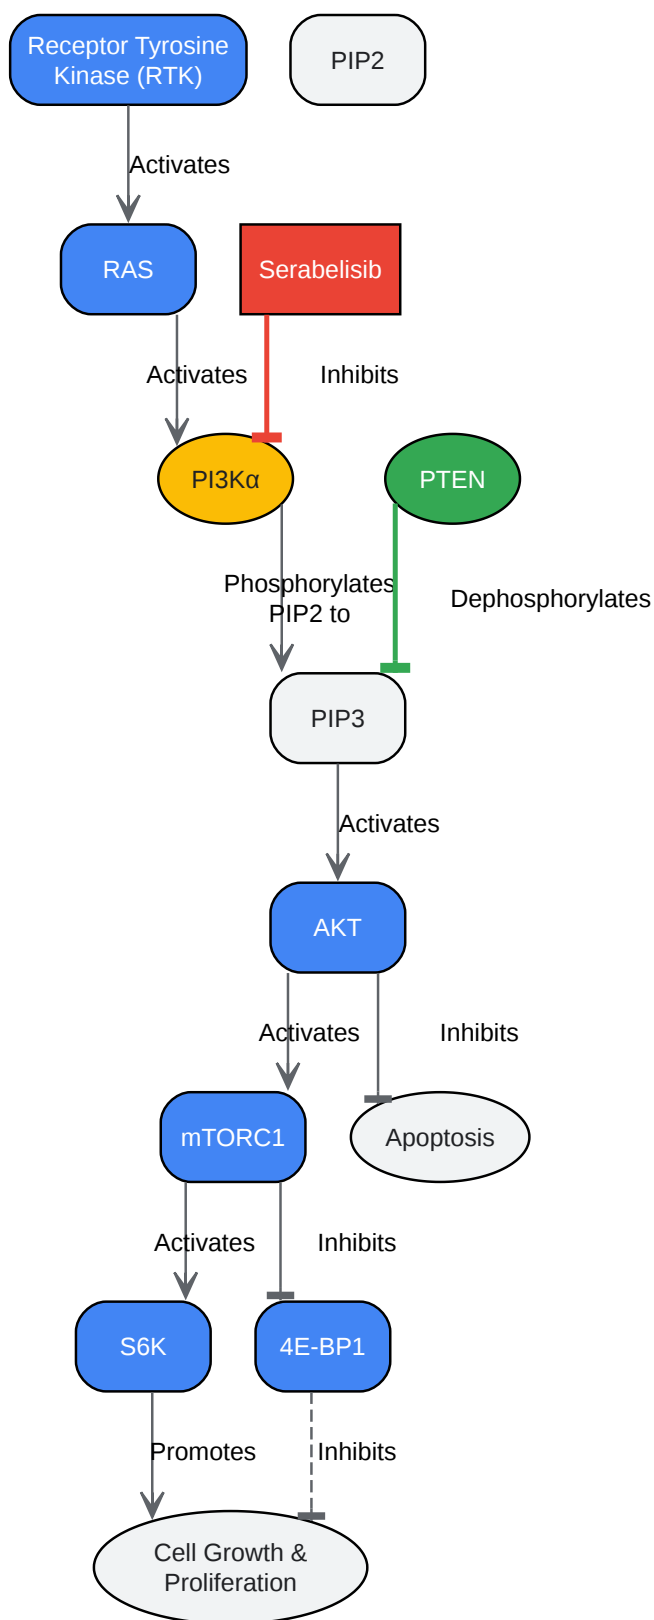 Receptor Tyrosine
Kinase (RTK)
PIP2
Activates
RAS
Serabelisib
Activates
Inhibits
PI3Kα
PTEN
Phosphorylates
PIP2 to
Dephosphorylates
PIP3
Activates
AKT
Activates
Inhibits
mTORC1
Apoptosis
Activates
Inhibits
S6K
4E-BP1
Promotes
Inhibits
Cell Growth &
Proliferation